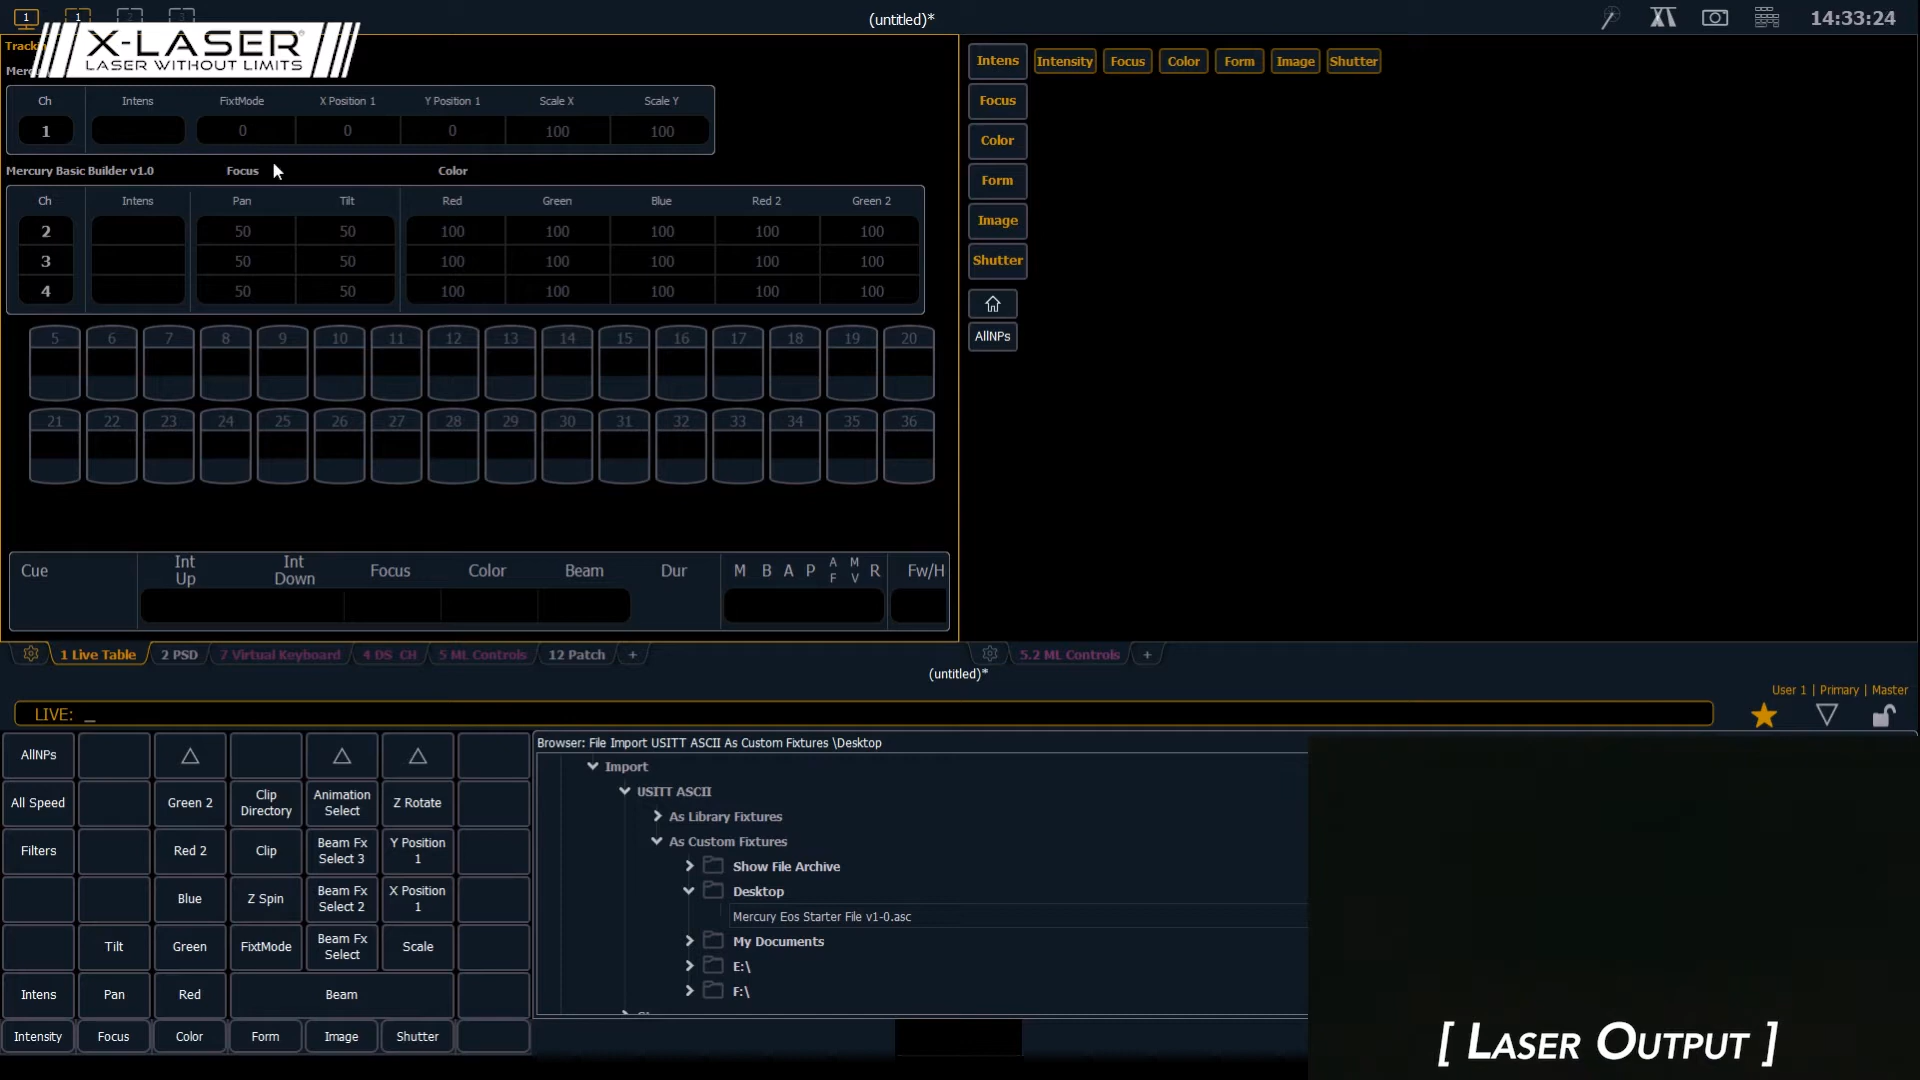 1 1 2 3
(untitled)*
14:33:24
X-LASER
LASER WITHOUT LIMITS
Ch Intens FixtMode X Position 1 Y Position 1 Scale X Scale Y
1 0 0 0 100 100
Mercury Basic Builder v1.0 Focus Color
Ch Intens Pan Tilt Red Green Blue Red 2 Green 2
2 50 50 100 100 100 100 100
3 50 50 100 100 100 100 100
4 50 50 100 100 100 100 100
5 6 7 8 9 10 11 12 13 14 15 16 17 18 19 20
21 22 23 24 25 26 27 28 29 30 31 32 33 34 35 36
Cue Int Up Int Down Focus Color Beam Dur M B A P A F M V R Fw/H
Intens Intensity Focus Color Form Image Shutter
Focus
Color
Form
Image
Shutter
AllNPs
1 Live Table 2 PSD 7 Virtual Keyboard 4 DS CH 5 ML Controls 12 Patch + 5.2 ML Controls +
(untitled)*
User 1 | Primary | Master
LIVE: _
AllNPs
All Speed Green 2 Clip Directory Animation Select Z Rotate
Filters Red 2 Clip Beam Fx Select 3 Y Position 1
Blue Z Spin Beam Fx Select 2 X Position 1
Tilt Green FixtMode Beam Fx Select Scale
Intens Pan Red Beam
Intensity Focus Color Form Image Shutter
Browser: File Import USITT ASCII As Custom Fixtures \Desktop
Import
USITT ASCII
As Library Fixtures
As Custom Fixtures
Show File Archive
Desktop
Mercury Eos Starter File v1-0.asc
My Documents
E:\
F:\
[ LASER OUTPUT ]